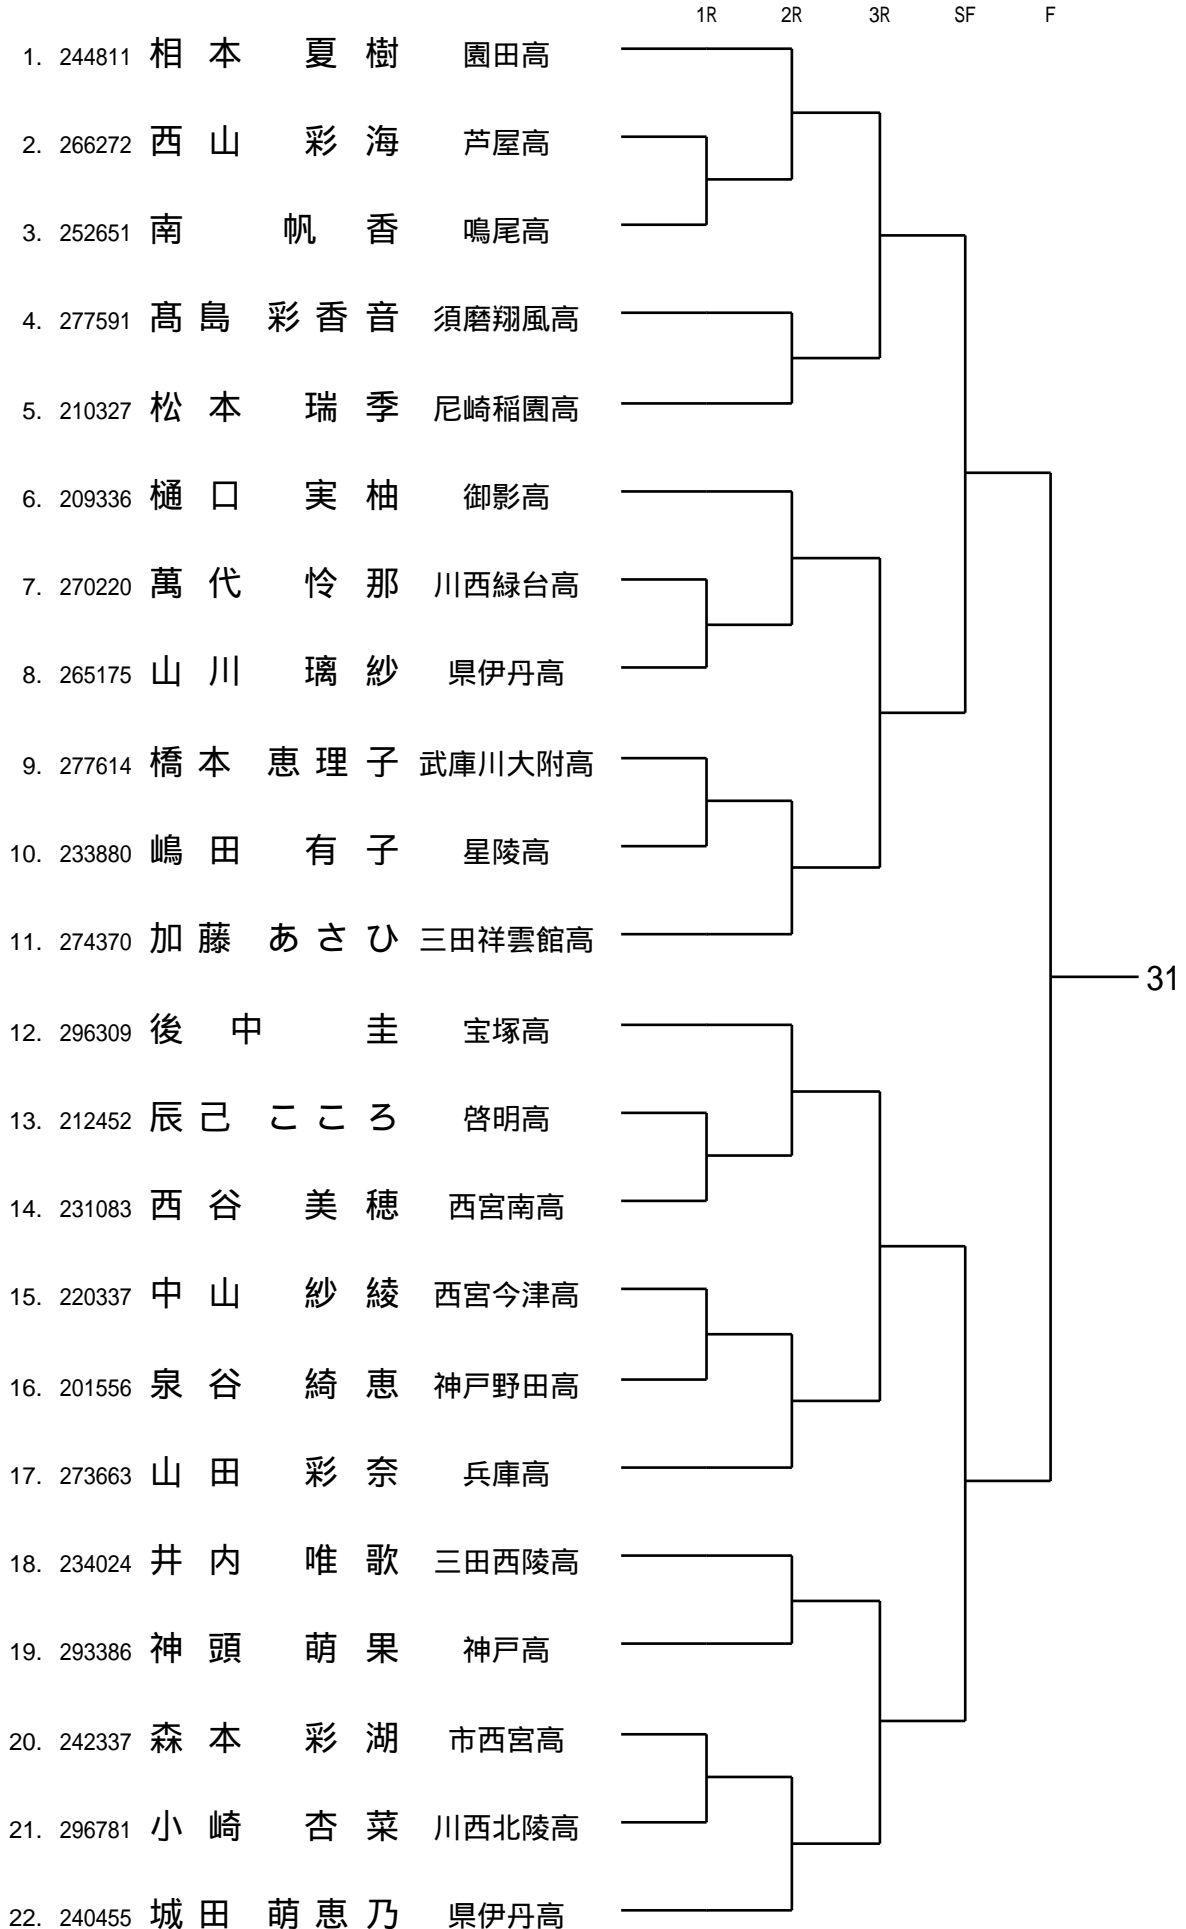 1R 2R 3R SF F
1. 244811 相本 夏樹 園田高
2. 266272 西山 彩海 芦屋高
3. 252651 南 帆香 鳴尾高
4. 277591 髙島 彩香音 須磨翔風高
5. 210327 松本 瑞季 尼崎稲園高
6. 209336 樋口 実柚 御影高
7. 270220 萬代 怜那 川西緑台高
8. 265175 山川 璃紗 県伊丹高
9. 277614 橋本 恵理子 武庫川大附高
10. 233880 嶋田 有子 星陵高
11. 274370 加藤 あさひ 三田祥雲館高
31
12. 296309 後中 圭 宝塚高
13. 212452 辰己 こころ 啓明高
14. 231083 西谷 美穂 西宮南高
15. 220337 中山 紗綾 西宮今津高
16. 201556 泉谷 綺恵 神戸野田高
17. 273663 山田 彩奈 兵庫高
18. 234024 井内 唯歌 三田西陵高
19. 293386 神頭 萌果 神戸高
20. 242337 森本 彩湖 市西宮高
21. 296781 小崎 杏菜 川西北陵高
22. 240455 城田 萌恵乃 県伊丹高